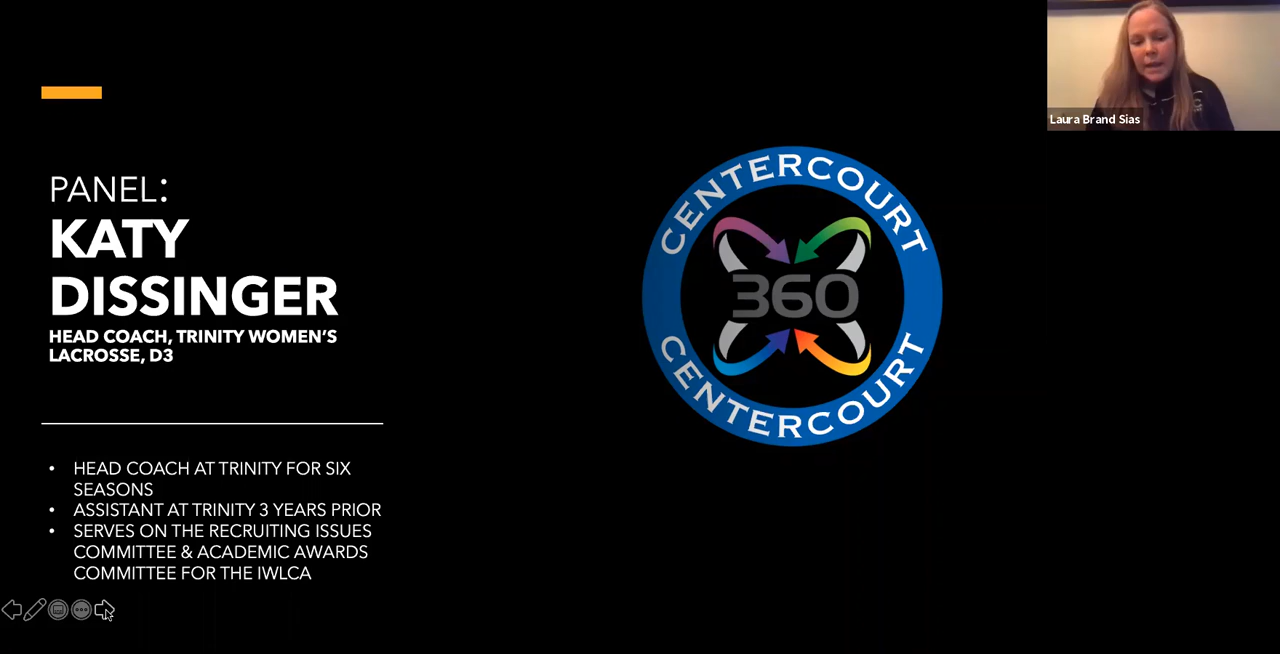 Laura Brand Sias
PANEL:
KATY
DISSINGER
HEAD COACH, TRINITY WOMEN'S
LACROSSE, D3
• HEAD COACH AT TRINITY FOR SIX
SEASONS
• ASSISTANT AT TRINITY 3 YEARS PRIOR
• SERVES ON THE RECRUITING ISSUES
COMMITTEE & ACADEMIC AWARDS
COMMITTEE FOR THE IWLCA
CENTERCOURT
360
CENTERCOURT